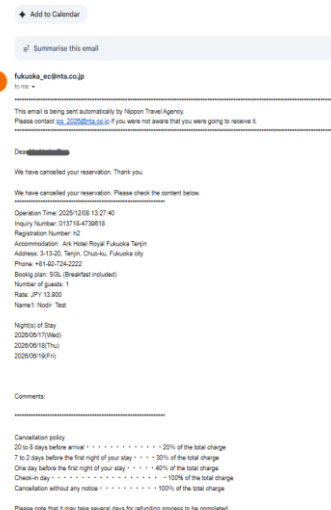 Add to Calendar
Summarise this email
fukuoka_ec@nta.co.jp
to me
This email is being sent automatically by Nippon Travel Agency.
Please contact jpg_2026@nta.co.jp if you were not aware that you were going to receive it.
Dear
We have cancelled your reservation. Thank you.
We have cancelled your reservation. Please check the content below.
Operation Time: 2025/12/08 13:27:40
Inquiry Number: 013718-4739618
Registration Number: h2
Accommodation: Ark Hotel Royal Fukuoka Tenjin
Address: 3-13-20, Tenjin, Chuo-ku, Fukuoka city
Phone: +81-92-724-2222
Bookig plan: SGL (Breakfast included)
Number of guests: 1
Rate: JPY 13,900
Name1: Nodir Test
Night(s) of Stay
2026/06/17(Wed)
2026/06/18(Thu)
2026/06/19(Fri)
Comments:
Cancellation policy
20 to 8 days before arrival・・・・・・・・・・・・20% of the total charge
7 to 2 days before the first night of your stay・・・・30% of the total charge
One day before the first night of your stay・・・・40% of the total charge
Check-in day・・・・・・・・・・・・・・・・・100% of the total charge
Cancellation without any notice・・・・・・・・・・100% of the total charge
Please note that it may take several days for refunding process to be completed